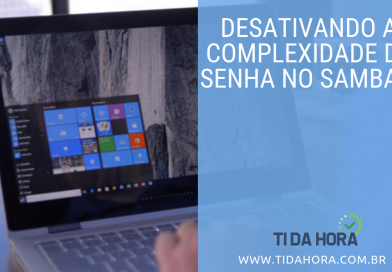 DESATIVANDO A
COMPLEXIDADE D
SENHA NO SAMBA
TI DA HORA
WWW.TIDAHORA.COM.BR